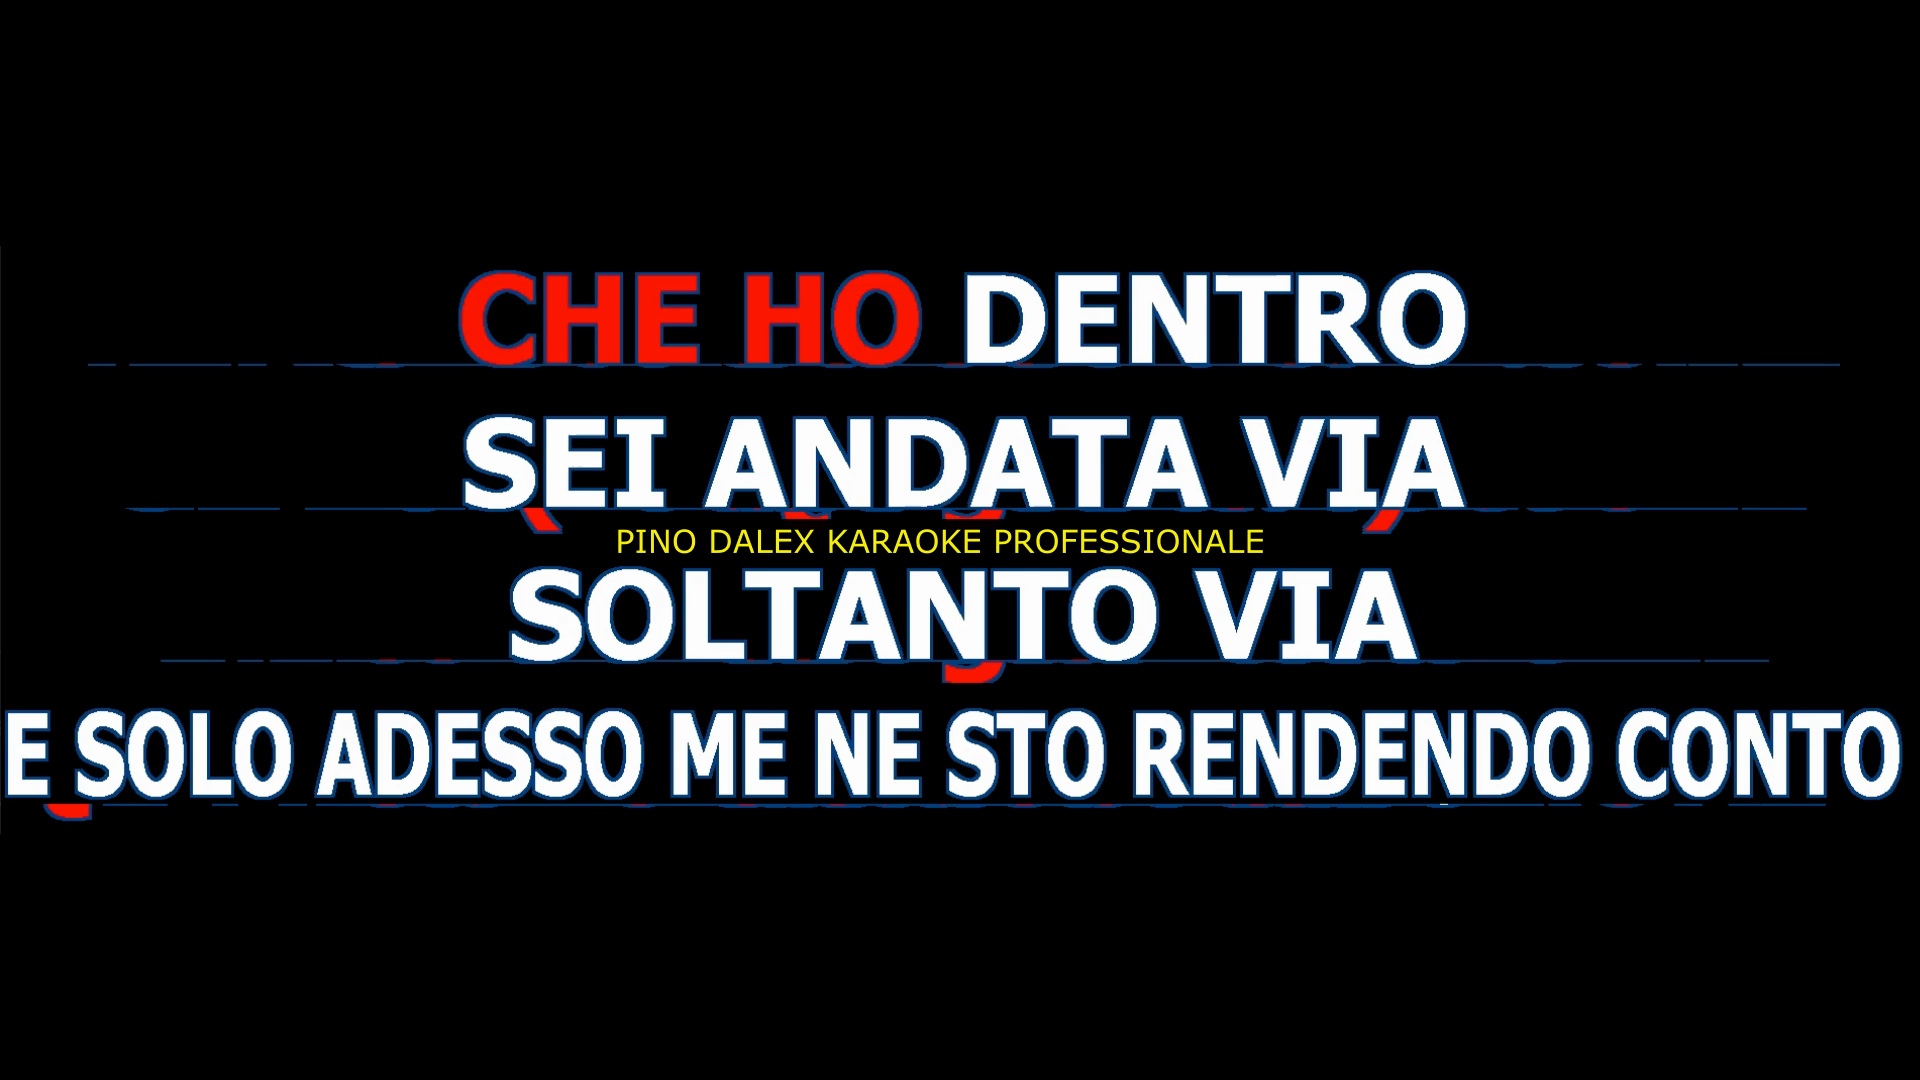 CHE HO DENTRO
SEI ANDATA VIA
PINO DALEX KARAOKE PROFESSIONALE
SOLTANTO VIA
E SOLO ADESSO ME NE STO RENDENDO CONTO